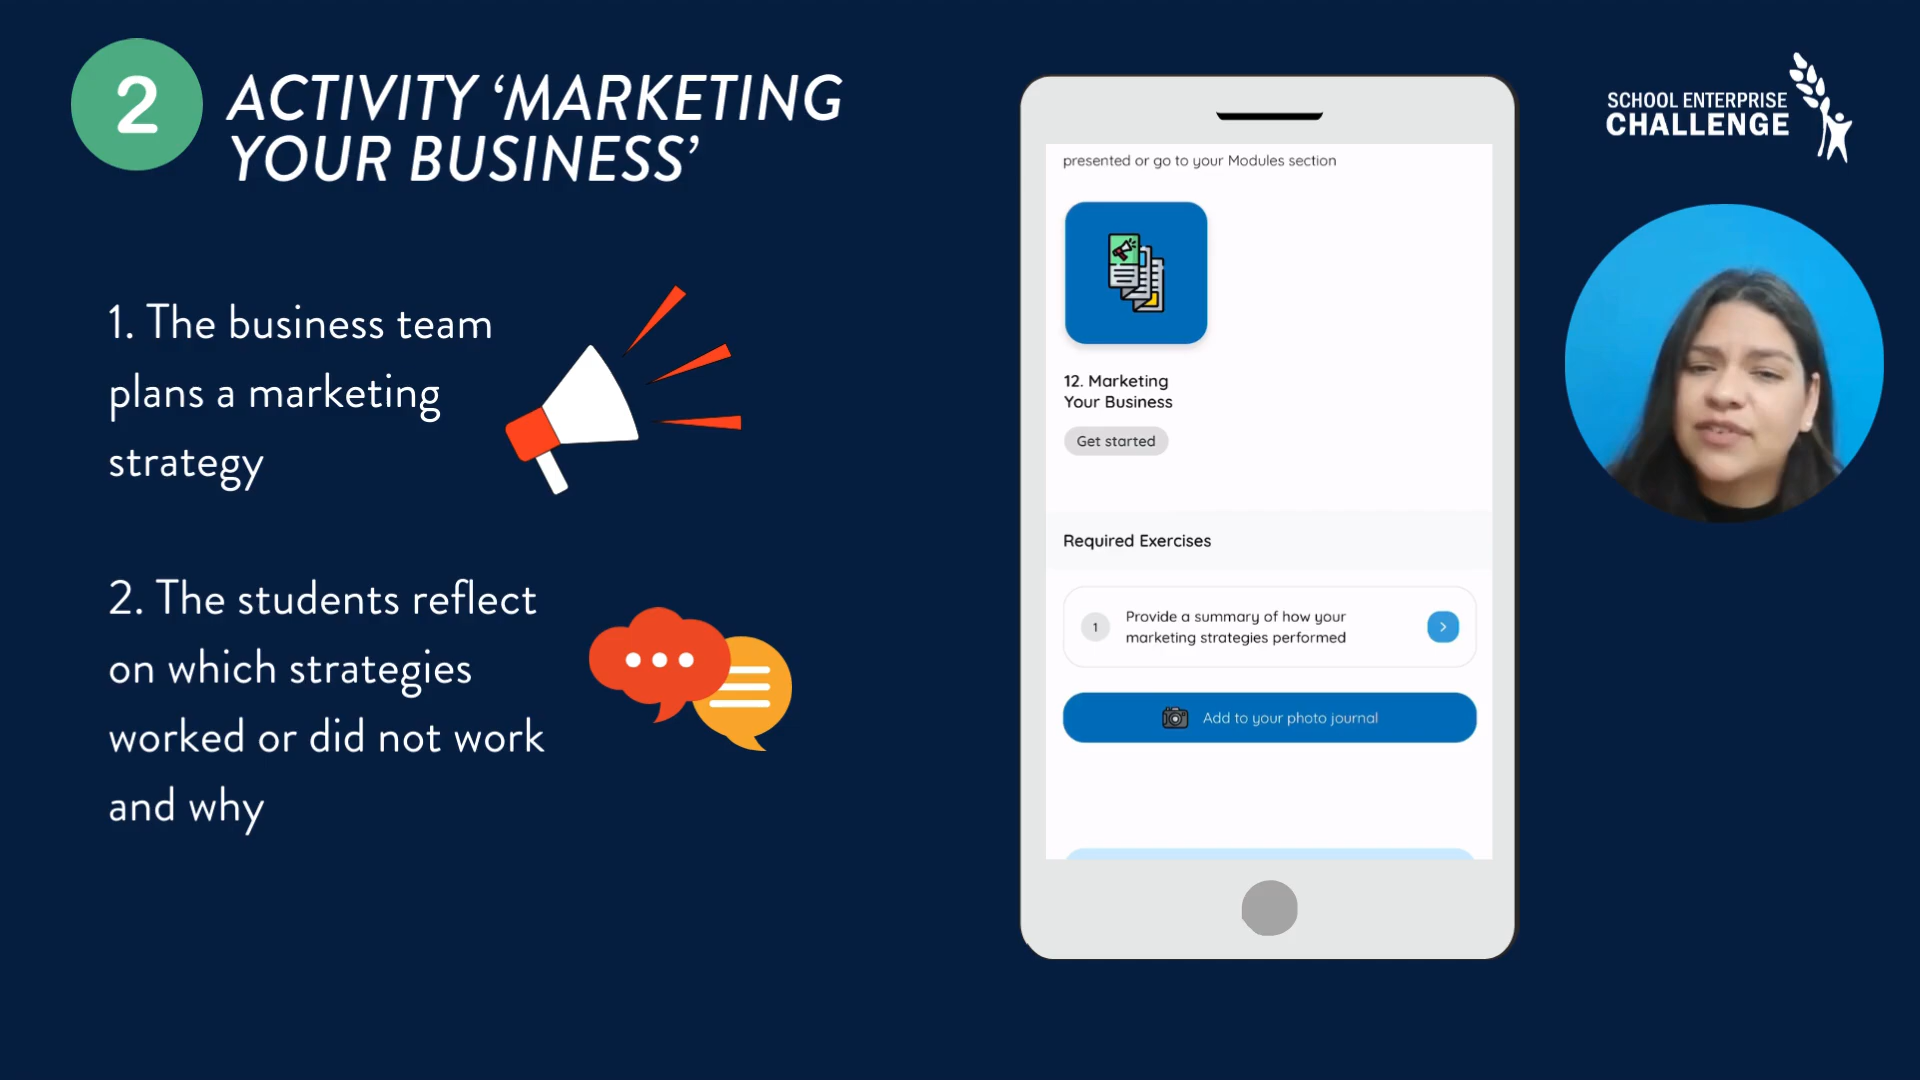 2
ACTIVITY ‘MARKETING
YOUR BUSINESS’
1. The business team
plans a marketing
strategy
2. The students reflect
on which strategies
worked or did not work
and why
presented or go to your Modules section
12. Marketing
Your Business
Get started
Required Exercises
1
Provide a summary of how your
marketing strategies performed
Add to your photo journal
SCHOOL ENTERPRISE
CHALLENGE